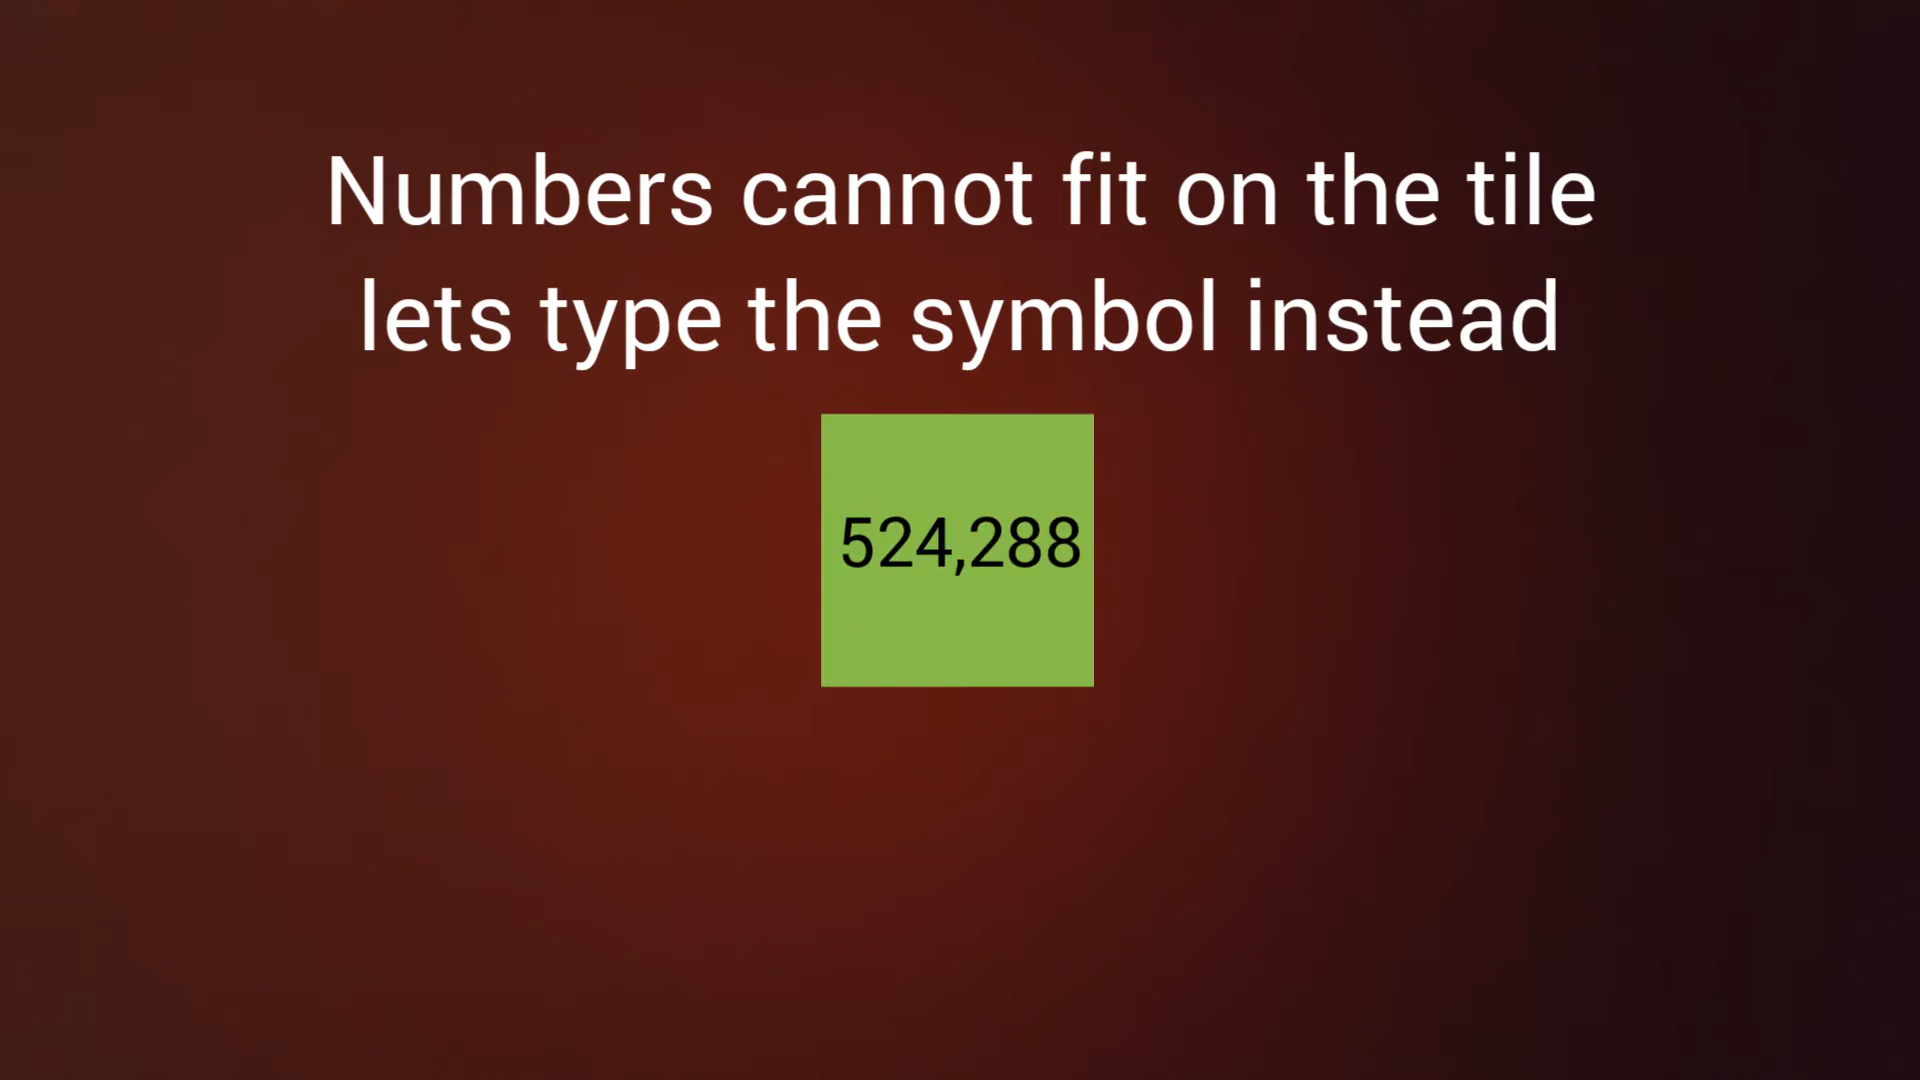 Numbers cannot fit on the tile
lets type the symbol instead
524,288